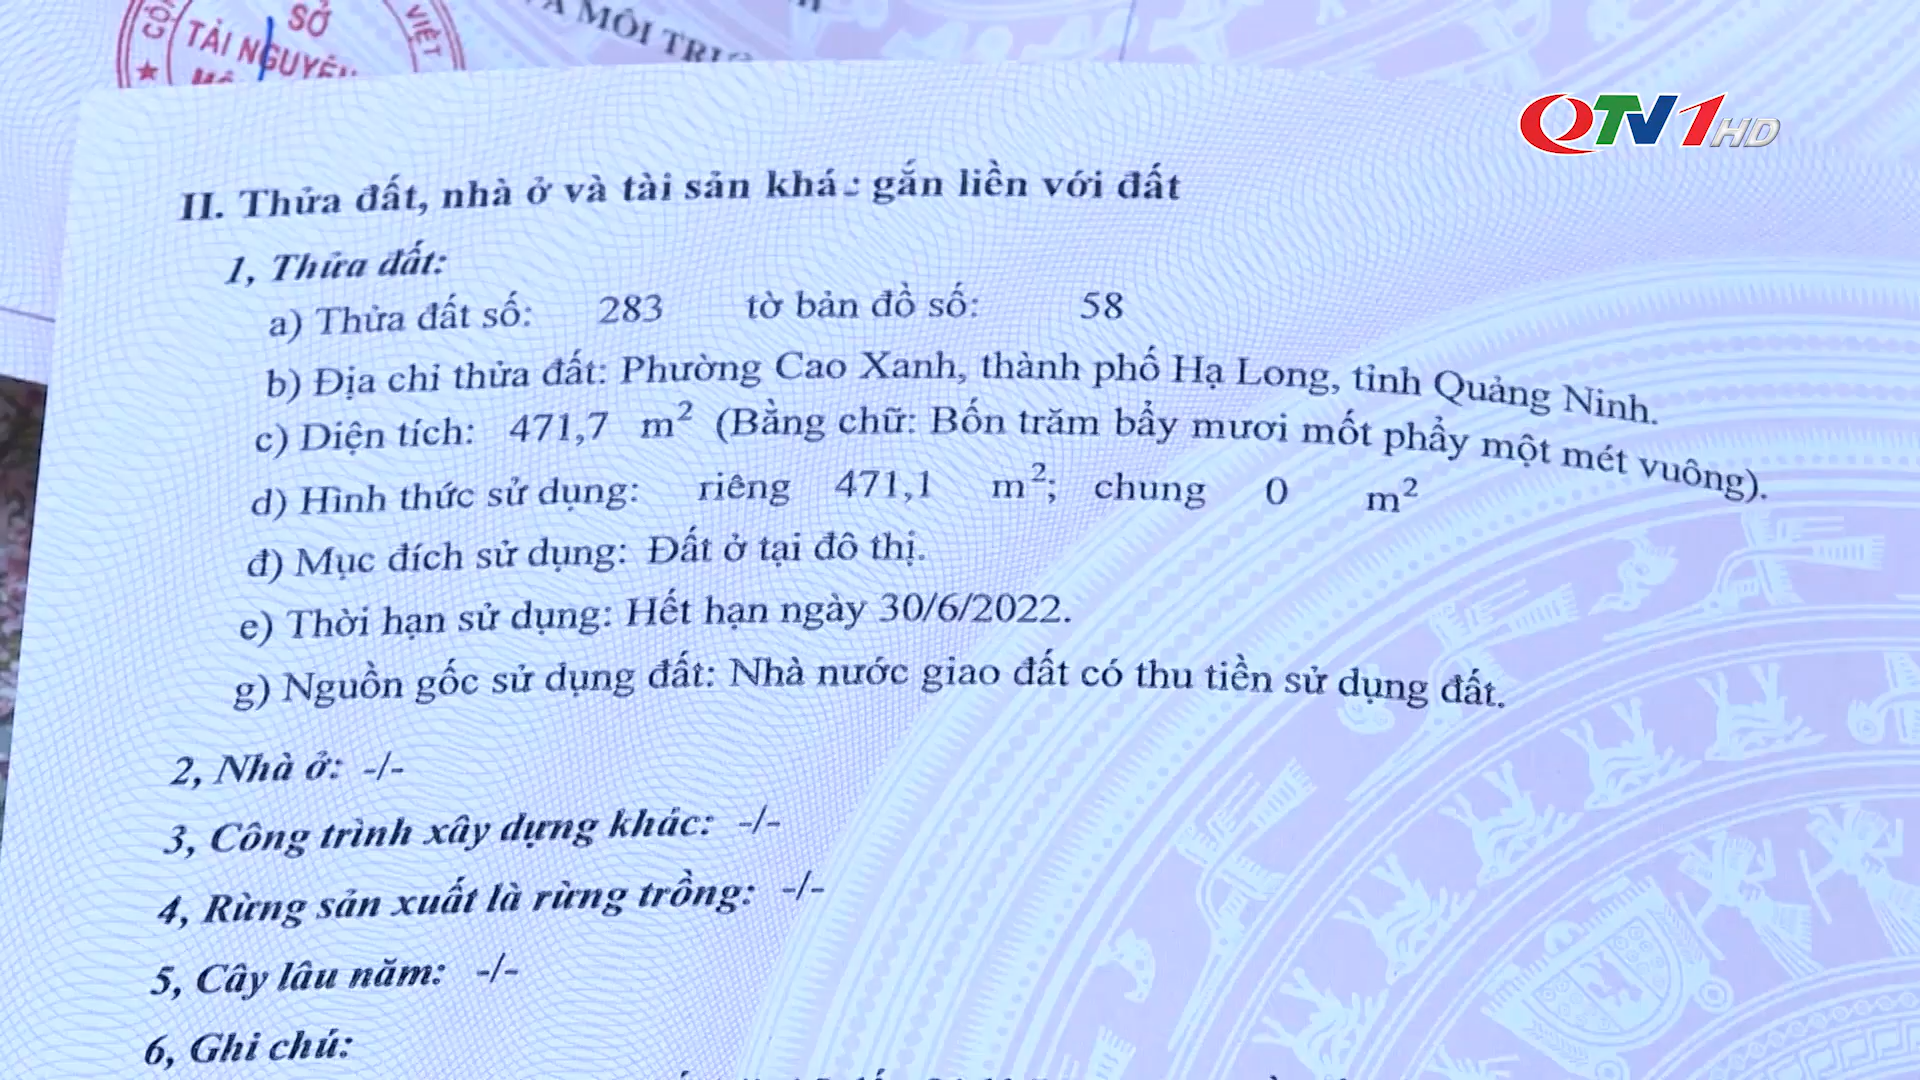 SỞ
TÀI NGUYÊN
VIỆT
MÔI
QTV1HD
II. Thửa đất, nhà ở và tài sản khác gắn liền với đất
1, Thửa đất:
a) Thửa đất số: 283 tờ bản đồ số: 58
b) Địa chỉ thửa đất: Phường Cao Xanh, thành phố Hạ Long, tỉnh Quảng Ninh.
c) Diện tích: 471,7 m² (Bằng chữ: Bốn trăm bẩy mươi mốt phẩy một mét vuông).
d) Hình thức sử dụng: riêng 471,1 m²; chung 0 m²
đ) Mục đích sử dụng: Đất ở tại đô thị.
e) Thời hạn sử dụng: Hết hạn ngày 30/6/2022.
g) Nguồn gốc sử dụng đất: Nhà nước giao đất có thu tiền sử dụng đất.
2, Nhà ở: -/-
3, Công trình xây dựng khác: -/-
4, Rừng sản xuất là rừng trồng: -/-
5, Cây lâu năm: -/-
6, Ghi chú: